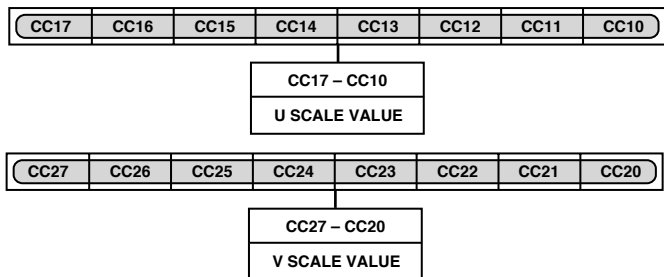 CC17 CC16 CC15 CC14 CC13 CC12 CC11 CC10
CC17 – CC10
U SCALE VALUE
CC27 CC26 CC25 CC24 CC23 CC22 CC21 CC20
CC27 – CC20
V SCALE VALUE